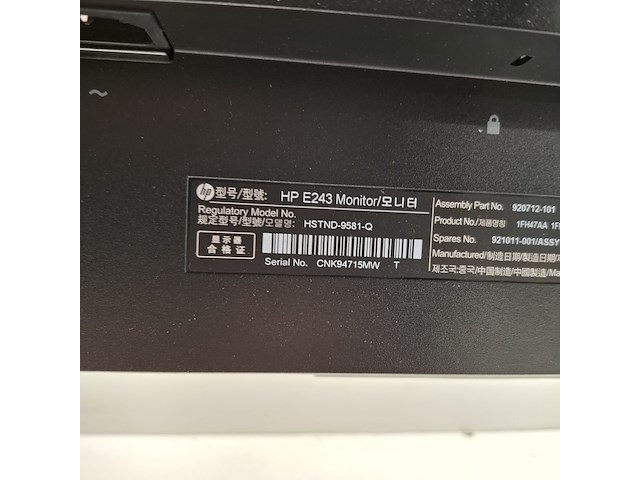 hp 型号/型號: HP E243 Monitor/모니터
Regulatory Model No.
规定型号/型號/모델명: HSTND-9581-Q
显示器
合格证
Serial No. CNK94715MW T
Assembly Part No. 920712-101
Product No./제품명칭 1FH47AA
Spares No. 921011-001/ASSY
Manufactured/制造日期/製造日期/
제조국:중국/中国制造/中國製造/Ma